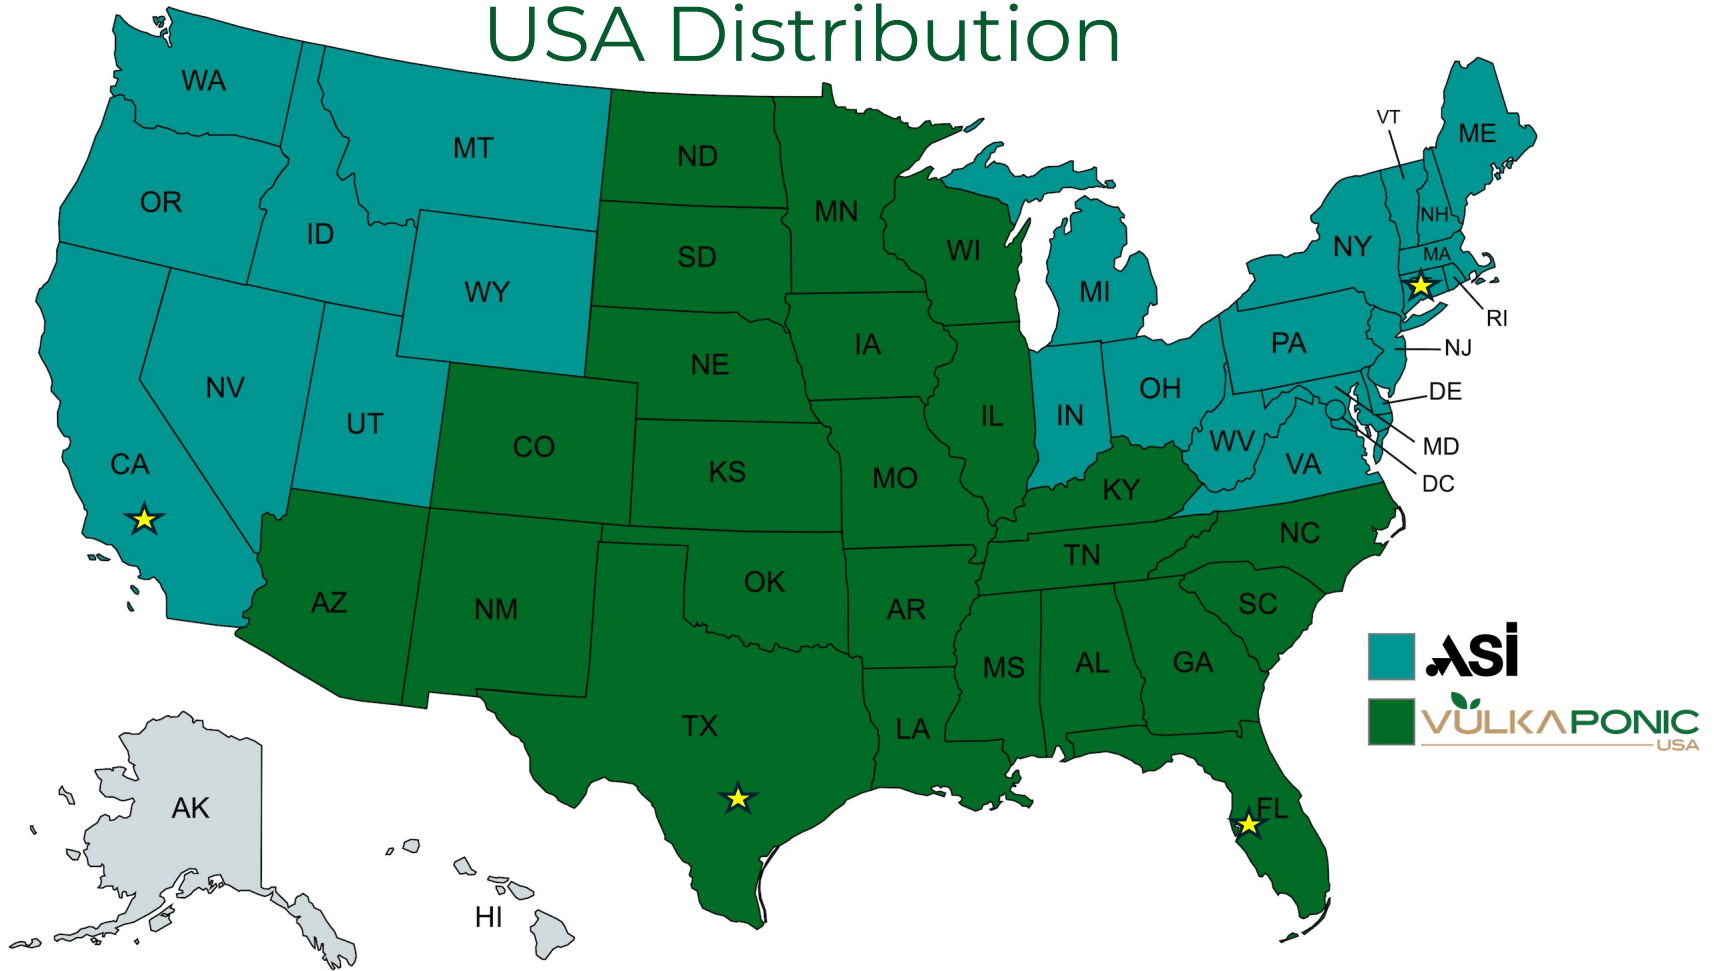 USA Distribution
WA
OR
ID
MT
WY
NV
UT
CA
ND
SD
NE
MN
WI
IA
IL
CO
KS
MO
AZ
NM
OK
AR
TX
LA
MS
AL
GA
FL
TN
KY
NC
SC
MI
IN
OH
WV
VA
PA
NY
VT
NH
ME
MA
RI
NJ
DE
MD
DC
AK
HI
ASI
VULKAPONIC
USA